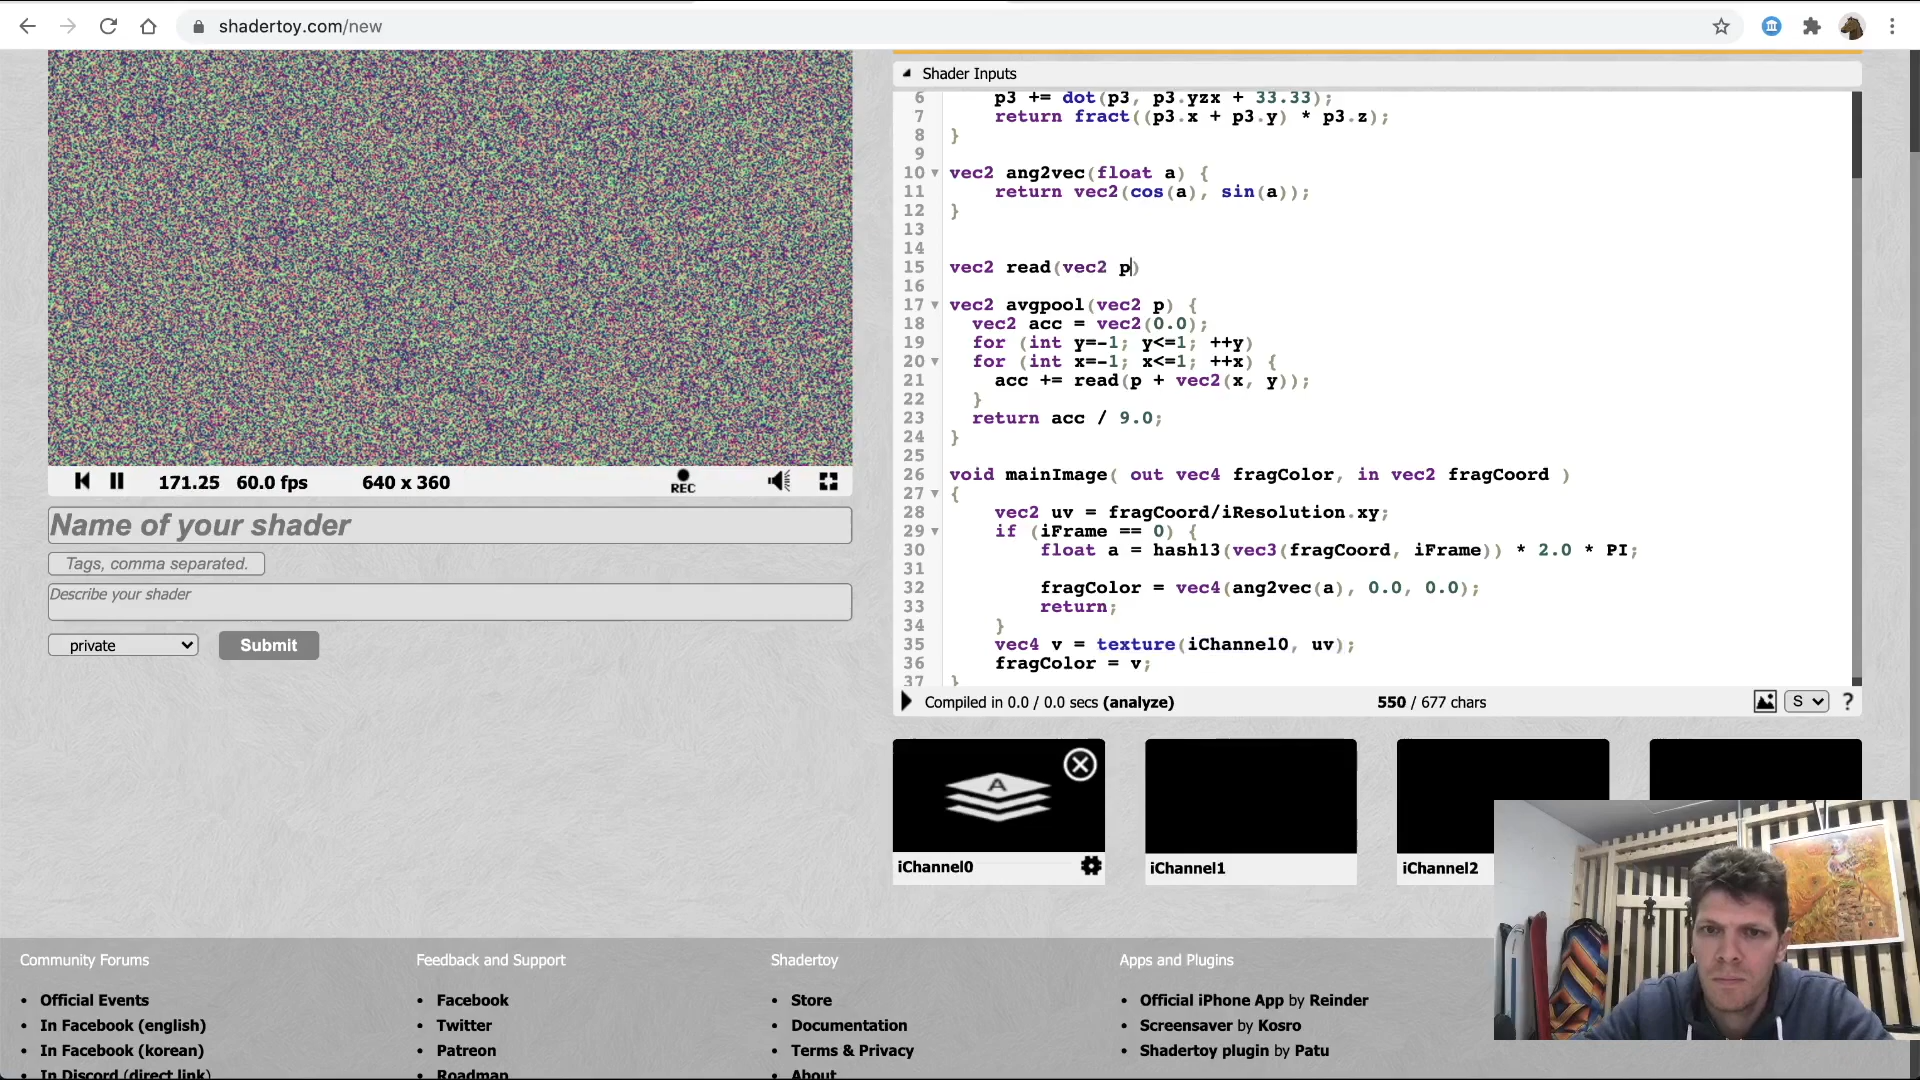 shadertoy.com/new
Shader Inputs
6 p3 += dot(p3, p3.yzx + 33.33);
7 return fract((p3.x + p3.y) * p3.z);
8 }
9
10 vec2 ang2vec(float a) {
11 return vec2(cos(a), sin(a));
12 }
13
14
15 vec2 read(vec2 p)
16
17 vec2 avgpool(vec2 p) {
18 vec2 acc = vec2(0.0);
19 for (int y=-1; y<=1; ++y)
20 for (int x=-1; x<=1; ++x) {
21 acc += read(p + vec2(x, y));
22 }
23 return acc / 9.0;
24 }
25
26 void mainImage( out vec4 fragColor, in vec2 fragCoord )
27 {
28 vec2 uv = fragCoord/iResolution.xy;
29 if (iFrame == 0) {
30 float a = hash13(vec3(fragCoord, iFrame)) * 2.0 * PI;
31
32 fragColor = vec4(ang2vec(a), 0.0, 0.0);
33 return;
34 }
35 vec4 v = texture(iChannel0, uv);
36 fragColor = v;
37 }
Compiled in 0.0 / 0.0 secs (analyze) 550 / 677 chars S ?
171.25 60.0 fps 640 x 360 REC
Name of your shader
Tags, comma separated.
Describe your shader
private Submit
A
iChannel0 iChannel1 iChannel2
Community Forums
Official Events
In Facebook (english)
In Facebook (korean)
In Discord (direct link)
Feedback and Support
Facebook
Twitter
Patreon
Roadmap
Shadertoy
Store
Documentation
Terms & Privacy
About
Apps and Plugins
Official iPhone App by Reinder
Screensaver by Kosro
Shadertoy plugin by Patu